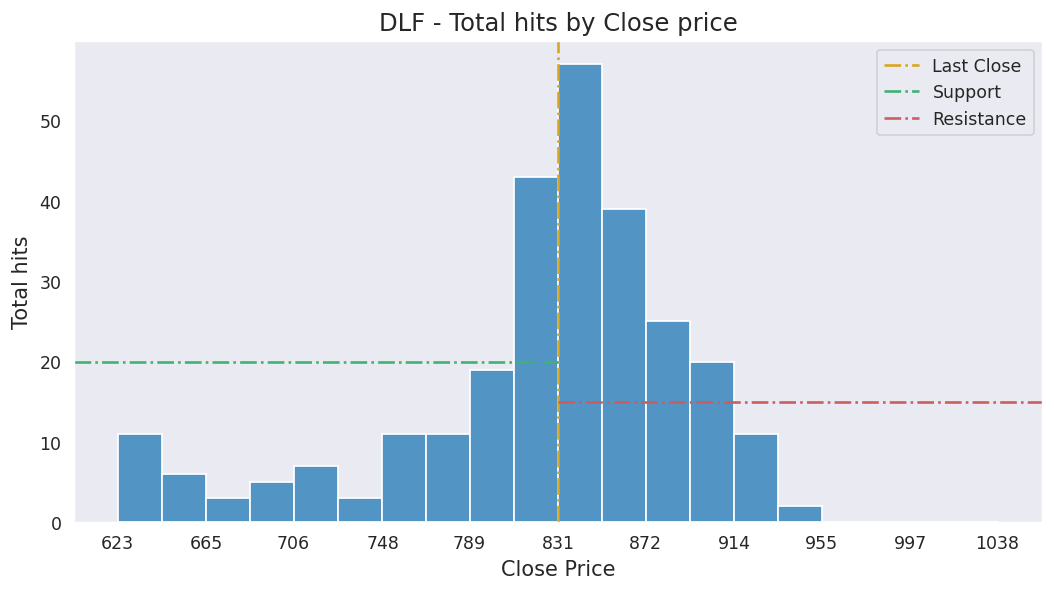 DLF - Total hits by Close price
Last Close
Support
Resistance
Total hits
50
40
30
20
10
0
623 665 706 748 789 831 872 914 955 997 1038
Close Price